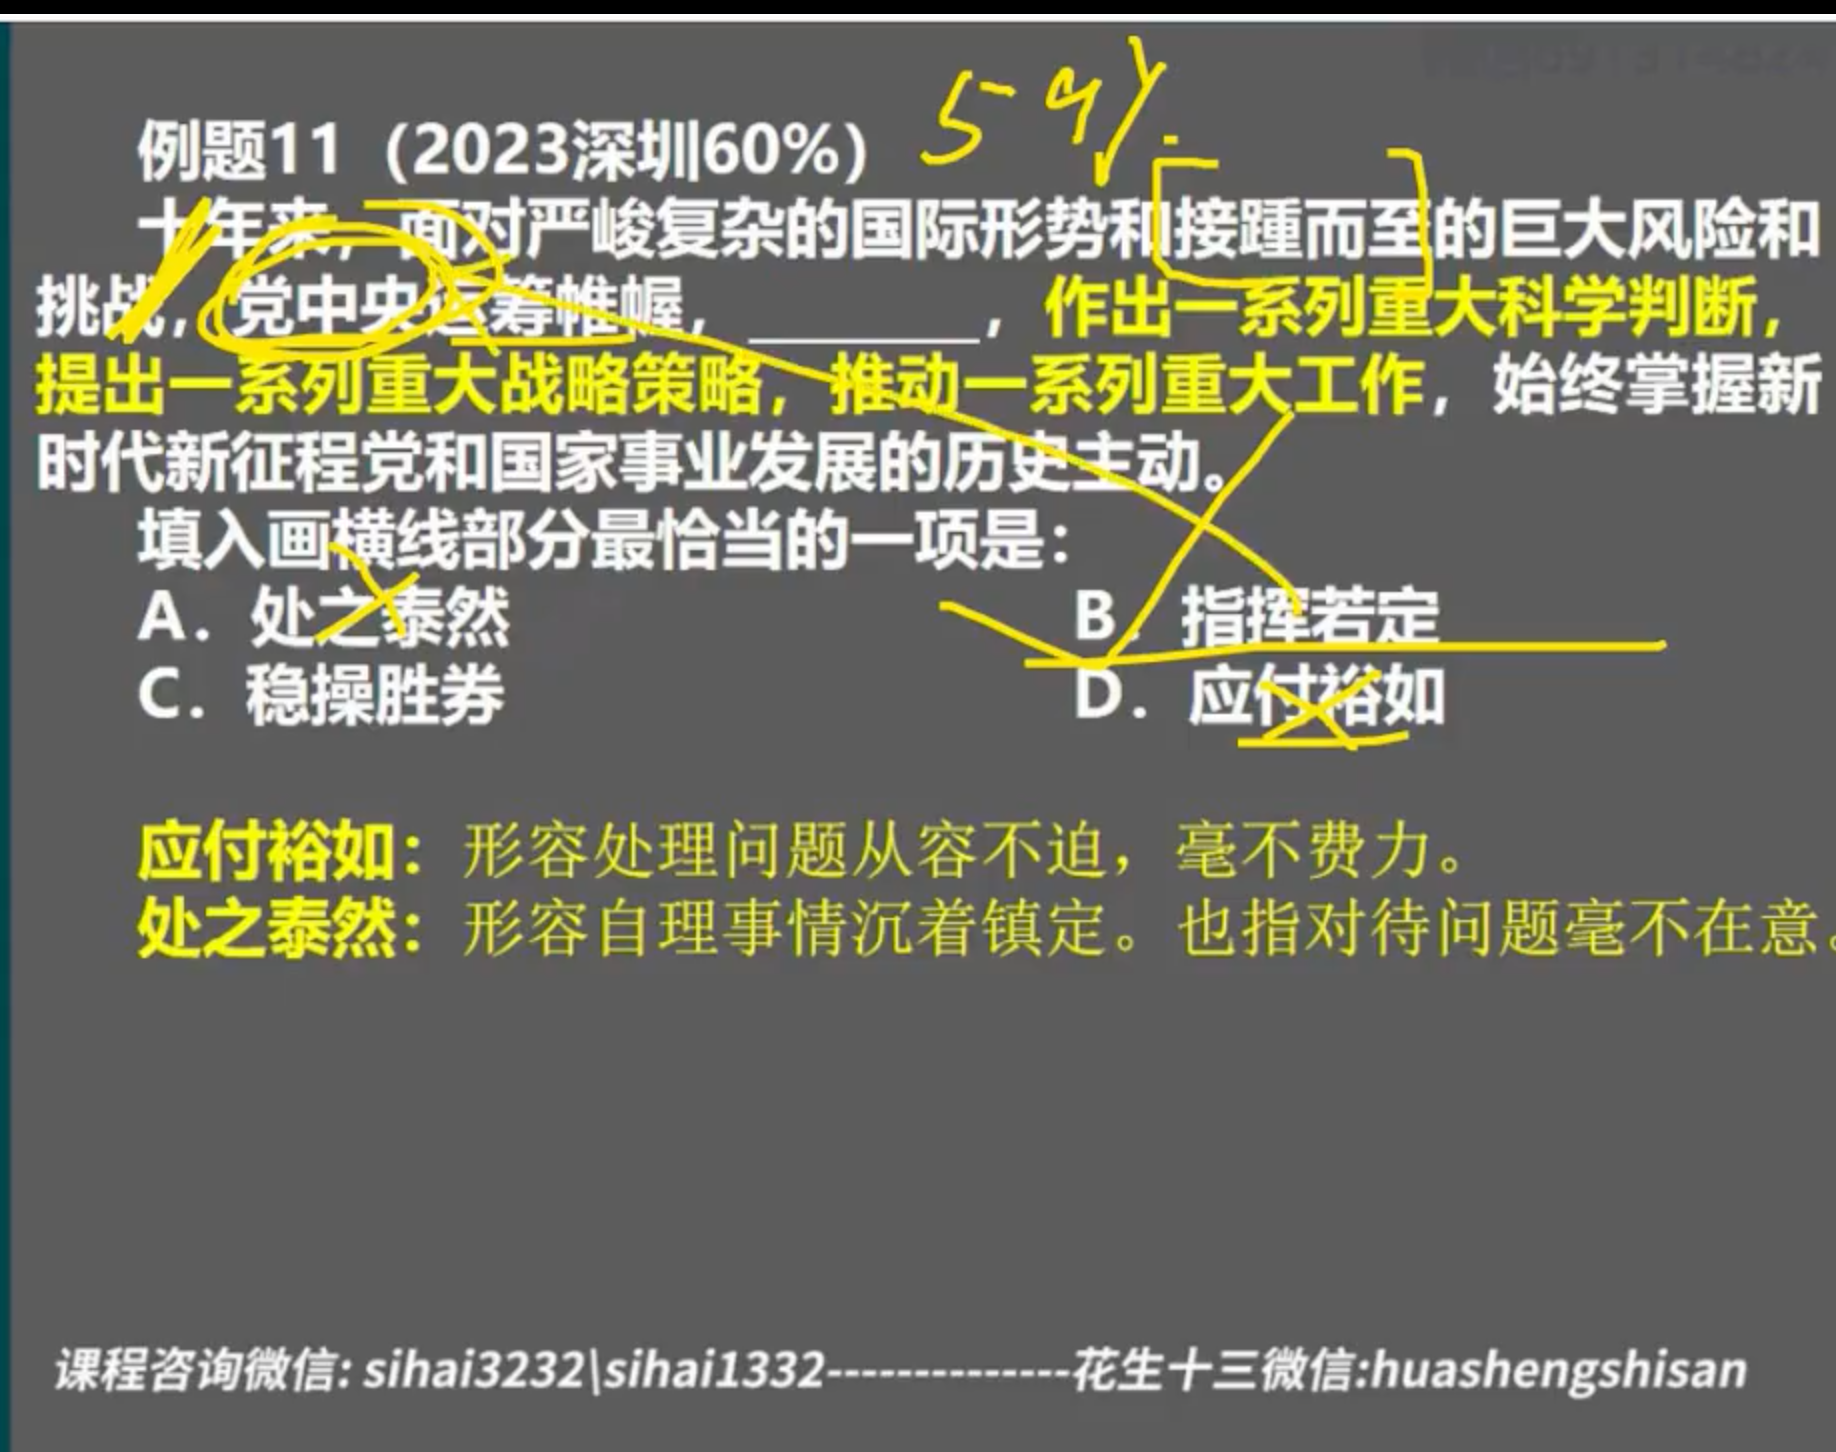 例题11（2023深圳60%） 59%
十年来，面对严峻复杂的国际形势和接踵而至的巨大风险和
挑战，党中央运筹帷幄，________，作出一系列重大科学判断，
提出一系列重大战略策略，推动一系列重大工作，始终掌握新
时代新征程党和国家事业发展的历史主动。
填入画横线部分最恰当的一项是：
A．处之泰然 B．指挥若定
C．稳操胜券 D．应付裕如
应付裕如：形容处理问题从容不迫，毫不费力。
处之泰然：形容自理事情沉着镇定。也指对待问题毫不在意。
课程咨询微信: sihai3232\sihai1332--------------花生十三微信:huashengshisan